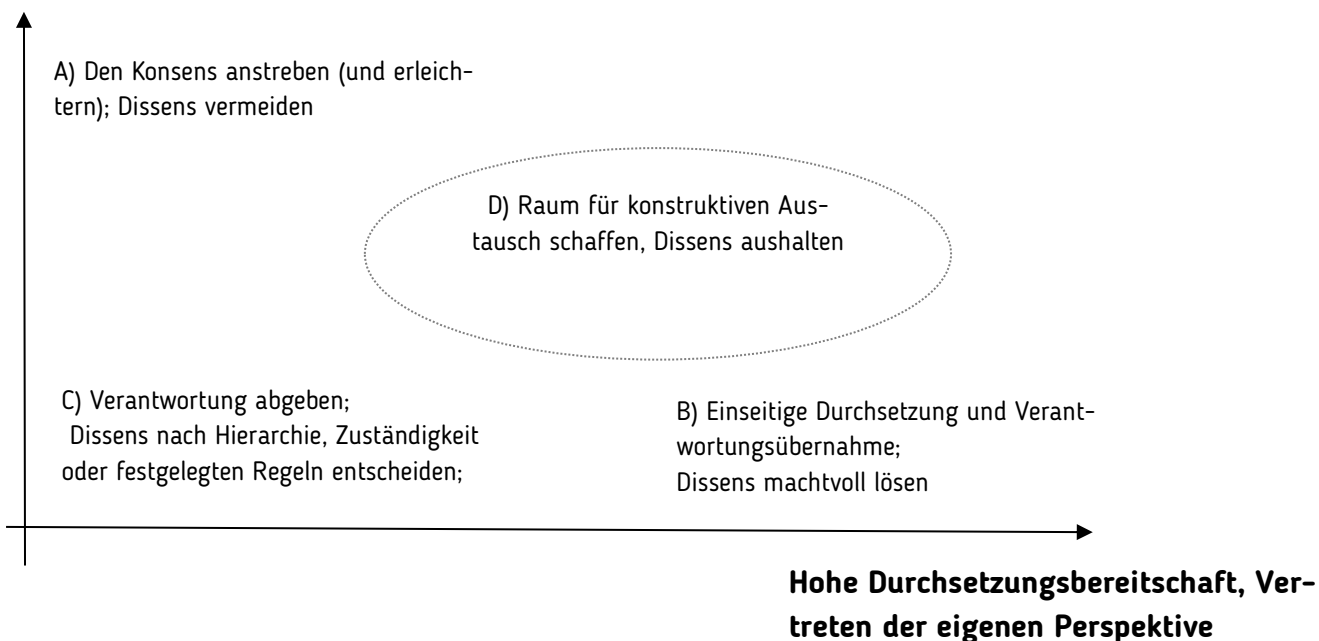 A) Den Konsens anstreben (und erleich-
tern); Dissens vermeiden
D) Raum für konstruktiven Aus-
tausch schaffen, Dissens aushalten
C) Verantwortung abgeben;
Dissens nach Hierarchie, Zuständigkeit
oder festgelegten Regeln entscheiden;
B) Einseitige Durchsetzung und Verant-
wortungsübernahme;
Dissens machtvoll lösen
Hohe Durchsetzungsbereitschaft, Ver-
treten der eigenen Perspektive